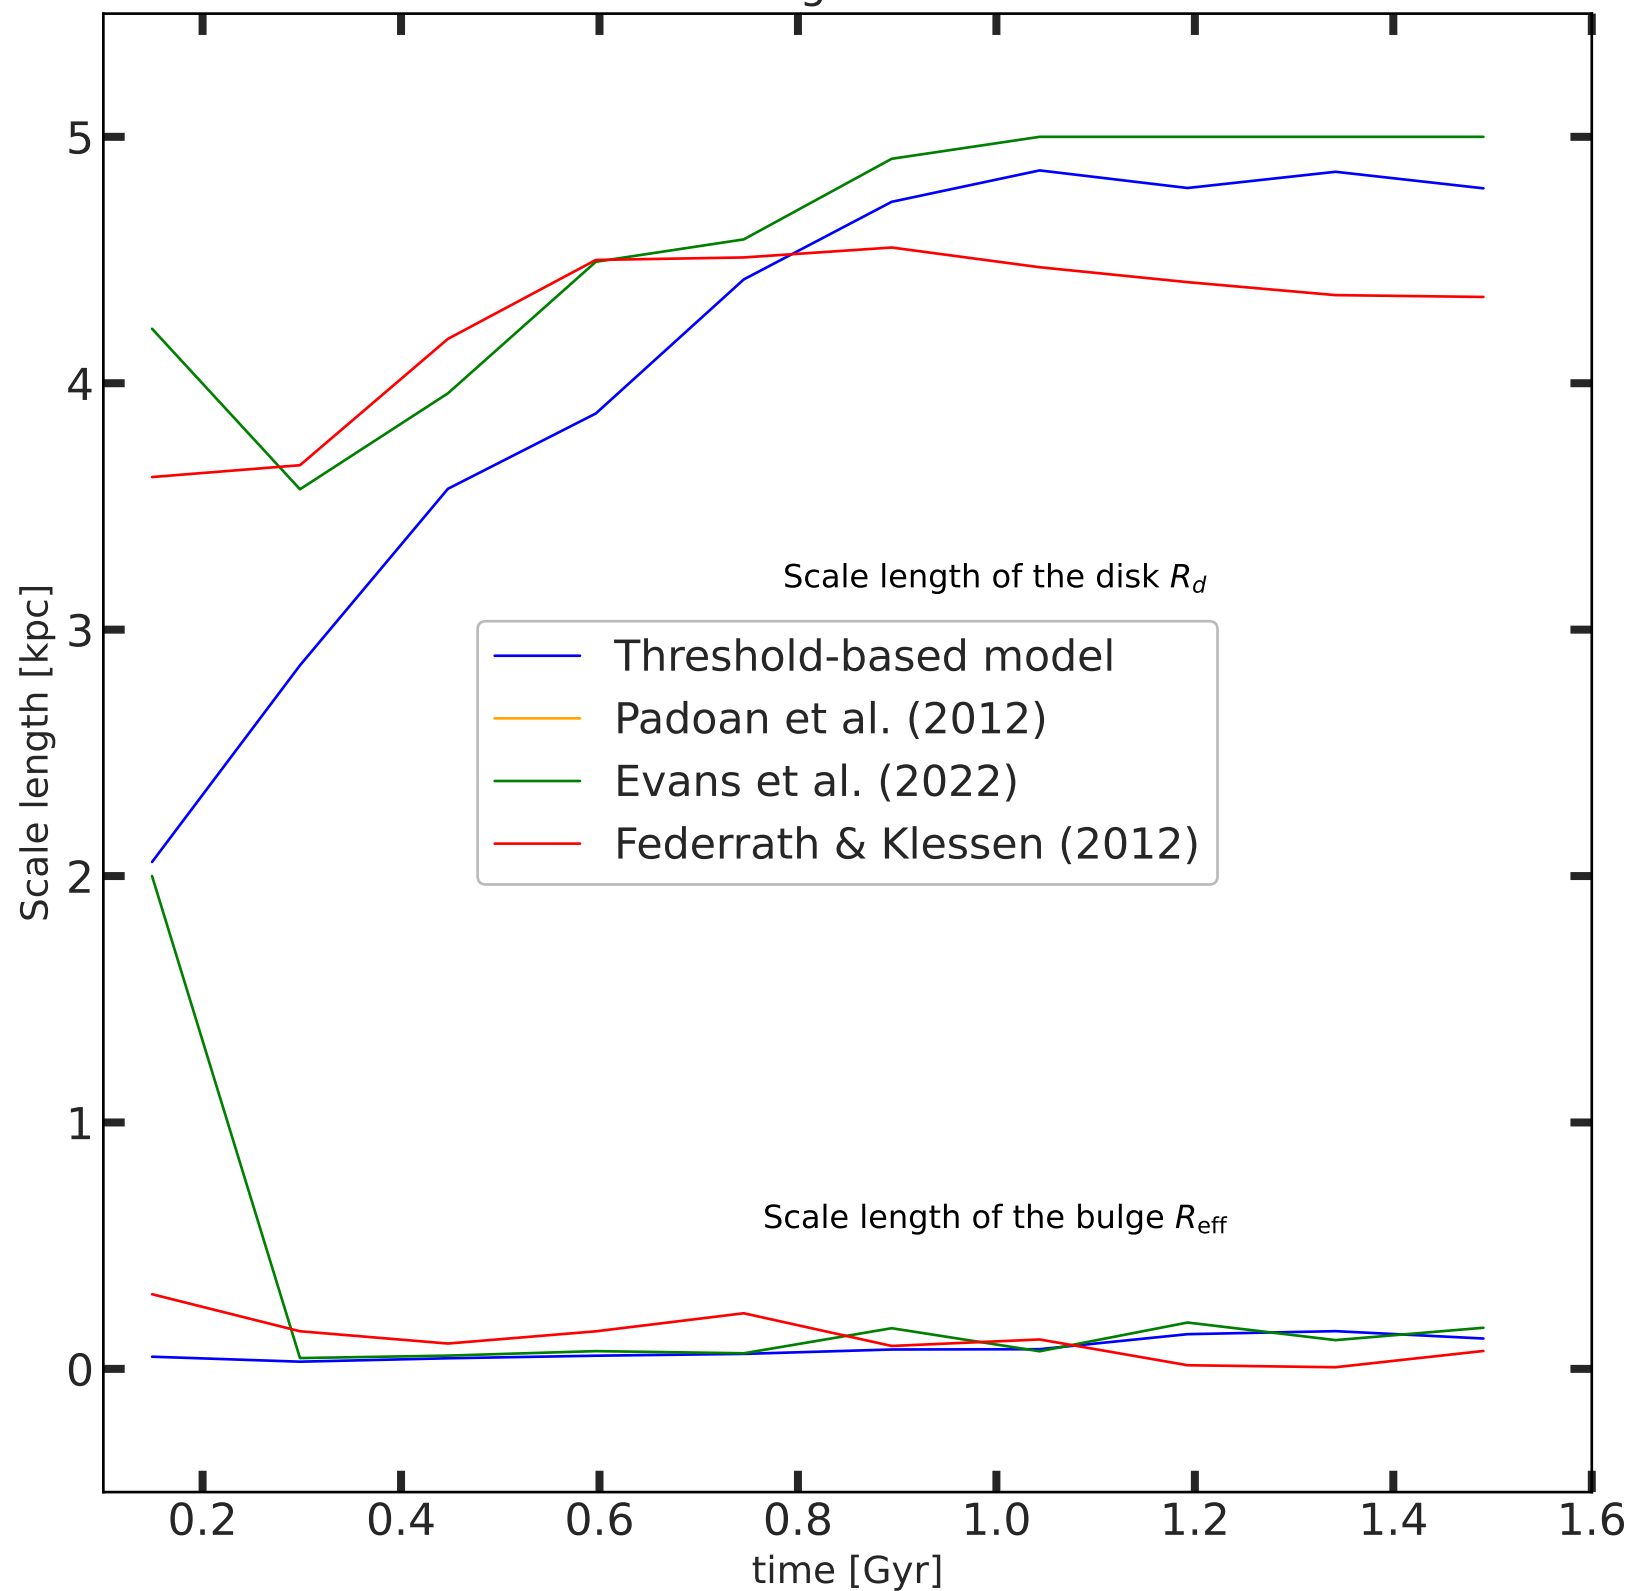 5
4
3
2
1
0
Scale length [kpc]
Scale length of the disk R_d
Threshold-based model
Padoan et al. (2012)
Evans et al. (2022)
Federrath & Klessen (2012)
Scale length of the bulge R_eff
0.2 0.4 0.6 0.8 1.0 1.2 1.4 1.6
time [Gyr]